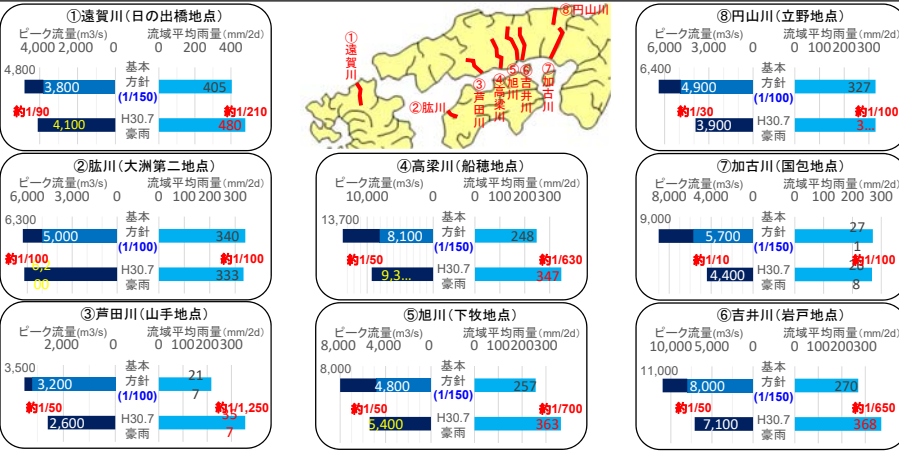 ①遠賀川(日の出橋地点)
ピーク流量(m3/s) 流域平均雨量(mm/2d)
4,000 2,000 0 0 200 400
4,800
3,800
基本
方針
(1/150)
405
約1/90
約1/210
4,100
H30.7
豪雨
480
①遠賀川
②肱川
③芦田川
④高梁川
⑤旭川
⑥吉井川
⑦加古川
⑧円山川
⑧円山川(立野地点)
ピーク流量(m3/s) 流域平均雨量(mm/2d)
6,000 3,000 0 0 100 200 300
6,400
4,900
基本
方針
(1/100)
327
約1/30
約1/100
3,900
H30.7
豪雨
3...
②肱川(大洲第二地点)
ピーク流量(m3/s) 流域平均雨量(mm/2d)
6,000 3,000 0 0 100 200 300
6,300
5,000
基本
方針
(1/100)
340
約1/100
約1/100
H30.7
豪雨
333
④高梁川(船穂地点)
ピーク流量(m3/s) 流域平均雨量(mm/2d)
10,000 0 0 100 200 300
13,700
8,100
基本
方針
(1/150)
248
約1/50
約1/630
9,3...
H30.7
豪雨
347
⑦加古川(国包地点)
ピーク流量(m3/s) 流域平均雨量(mm/2d)
8,000 4,000 0 0 100 200 300
9,000
5,700
基本
方針
(1/150)
27
1
約1/10
約1/100
4,400
H30.7
豪雨
8
③芦田川(山手地点)
ピーク流量(m3/s) 流域平均雨量(mm/2d)
2,000 0 0 100 200 300
3,500
3,200
基本
方針
(1/100)
21
7
約1/50
約1/1,250
2,600
H30.7
豪雨
7
⑤旭川(下牧地点)
ピーク流量(m3/s) 流域平均雨量(mm/2d)
8,000 4,000 0 0 100 200 300
8,000
4,800
基本
方針
(1/150)
257
約1/50
約1/700
5,400
H30.7
豪雨
363
⑥吉井川(岩戸地点)
ピーク流量(m3/s) 流域平均雨量(mm/2d)
10,000 5,000 0 0 100 200 300
11,000
8,000
基本
方針
(1/150)
270
約1/50
約1/650
7,100
H30.7
豪雨
368